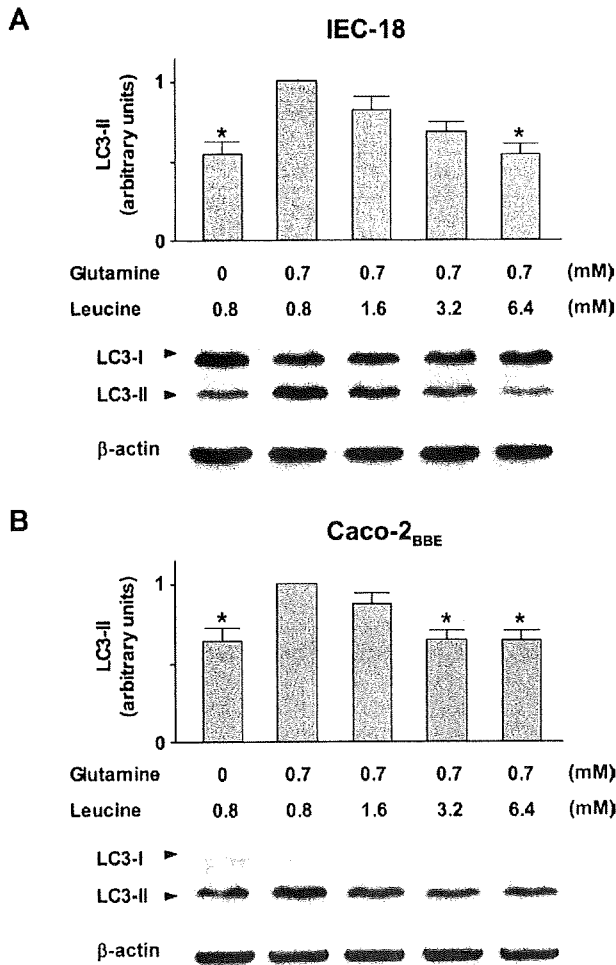 A
IEC-18
LC3-II
(arbitrary units)
1
0
*
*
Glutamine 0 0.7 0.7 0.7 0.7 (mM)
Leucine 0.8 0.8 1.6 3.2 6.4 (mM)
LC3-I
LC3-II
β-actin
B
Caco-2BBE
LC3-II
(arbitrary units)
1
0
*
*
*
Glutamine 0 0.7 0.7 0.7 0.7 (mM)
Leucine 0.8 0.8 1.6 3.2 6.4 (mM)
LC3-I
LC3-II
β-actin